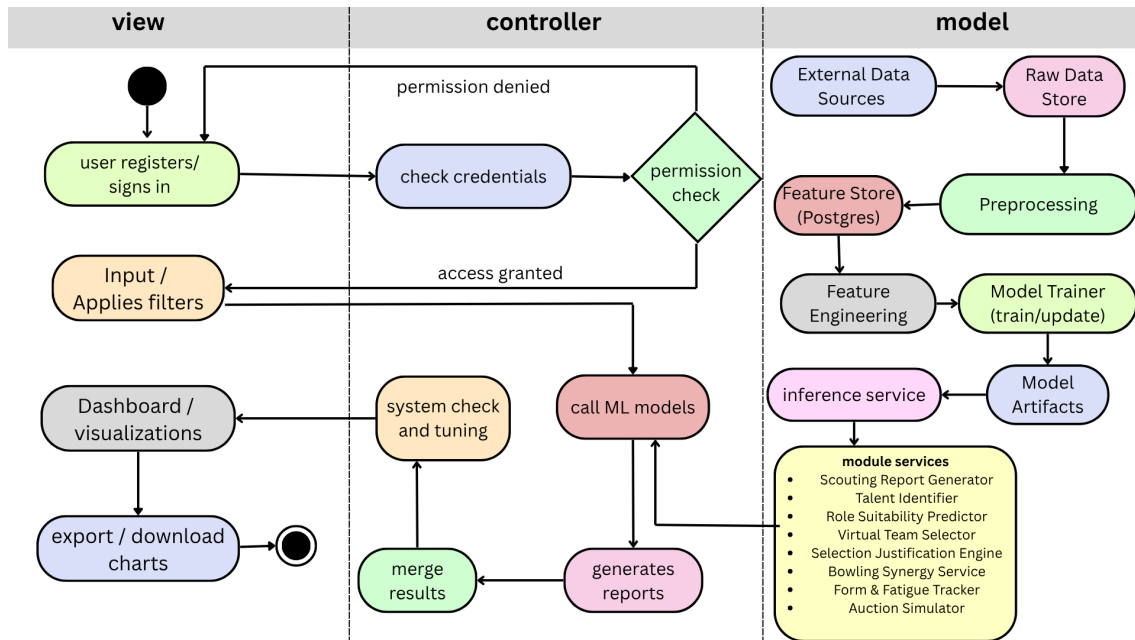 view
controller
model
permission denied
user registers/
signs in
check credentials
permission
check
access granted
Input /
Applies filters
Dashboard /
visualizations
system check
and tuning
call ML models
export / download
charts
merge
results
generates
reports
External Data
Sources
Raw Data
Store
Feature Store
(Postgres)
Preprocessing
Feature
Engineering
Model Trainer
(train/update)
inference service
Model
Artifacts
module services
• Scouting Report Generator
• Talent Identifier
• Role Suitability Predictor
• Virtual Team Selector
• Selection Justification Engine
• Bowling Synergy Service
• Form & Fatigue Tracker
• Auction Simulator